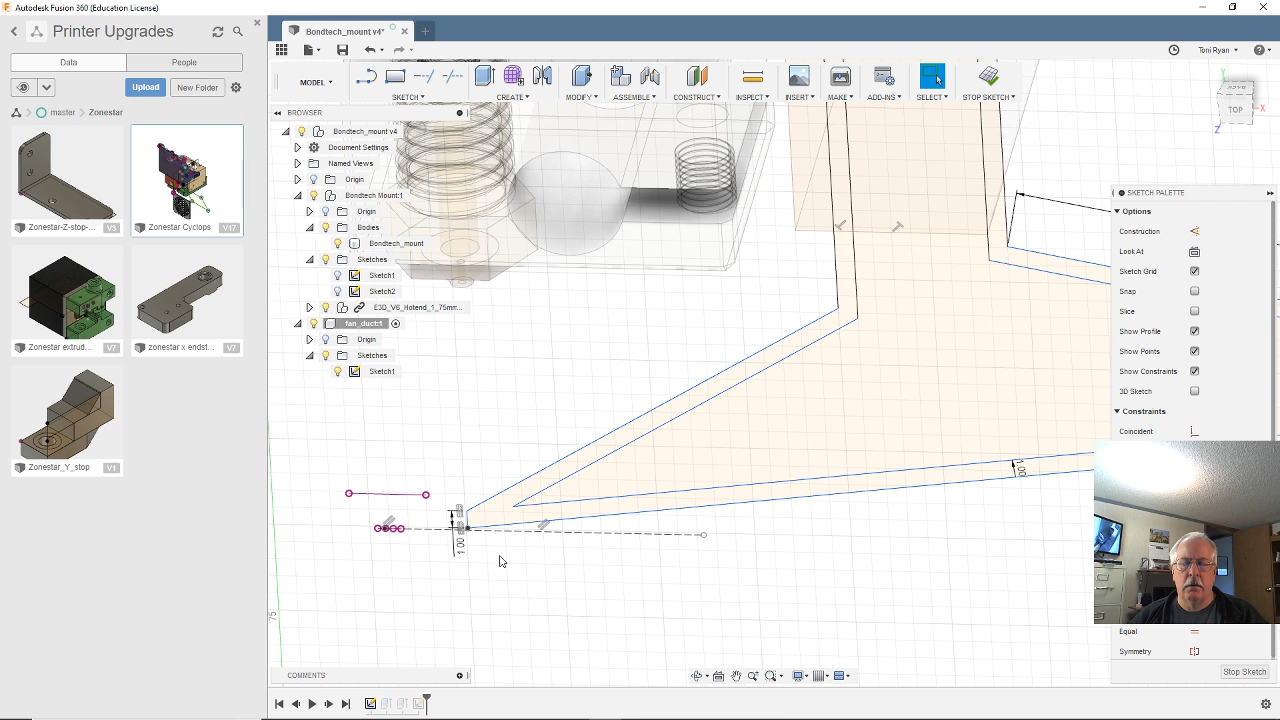 Autodesk Fusion 360 (Education License)
Printer Upgrades
Data
People
Upload
New Folder
master
Zonestar
Zonestar-Z-stop-...
V3
Zonestar Cyclops
V17
Zonestar extrud...
V7
zonestar x endst...
V7
Zonestar_Y_stop
V1
Bondtech_mount v4*
Toni Ryan
MODEL
SKETCH
CREATE
MODIFY
ASSEMBLE
CONSTRUCT
INSPECT
INSERT
MAKE
ADD-INS
SELECT
STOP SKETCH
BROWSER
Bondtech_mount v4
Document Settings
Named Views
Origin
Bondtech Mount:1
Origin
Bodies
Bondtech_mount
Sketches
Sketch1
Sketch2
E3D_V6_Hotend_1_75mm...
fan_duct:1
Origin
Sketches
Sketch1
Y
TOP
X
Z
SKETCH PALETTE
Options
Construction
Look At
Sketch Grid
Snap
Slice
Show Profile
Show Points
Show Constraints
3D Sketch
Constraints
Coincident
Equal
Symmetry
Stop Sketch
1.00
1.00
75
COMMENTS